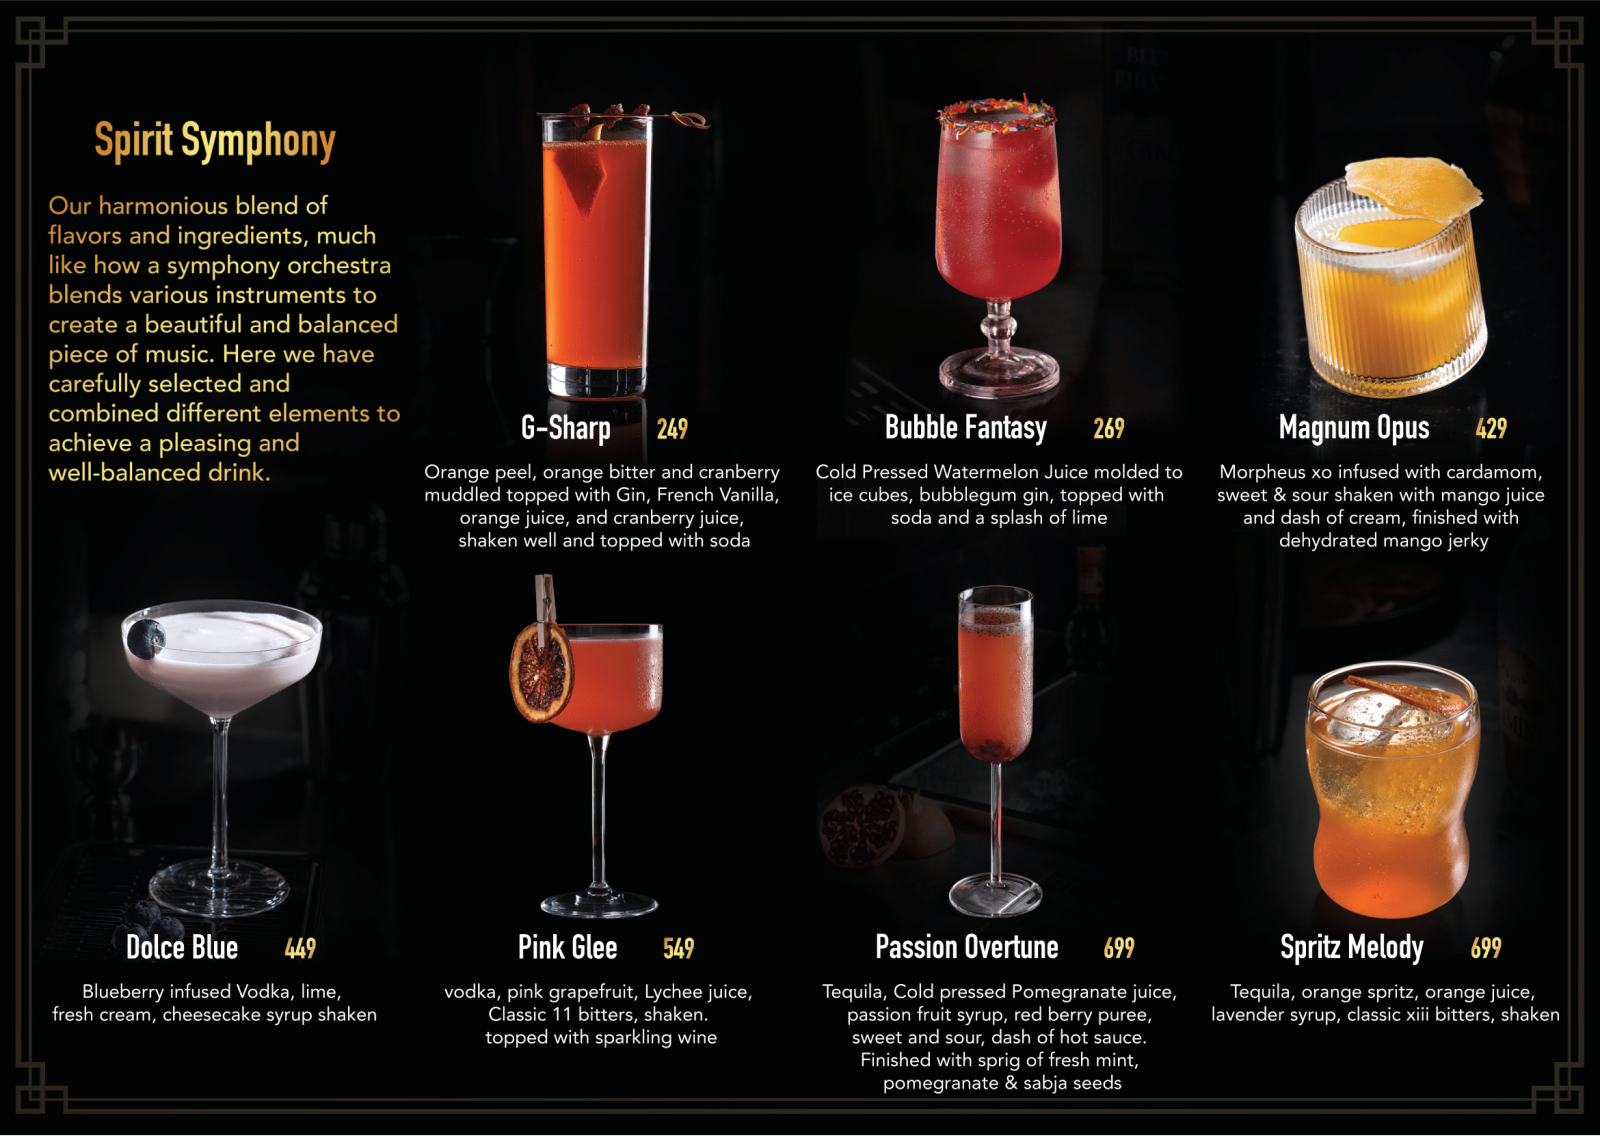 Spirit Symphony
Our harmonious blend of
flavors and ingredients, much
like how a symphony orchestra
blends various instruments to
create a beautiful and balanced
piece of music. Here we have
carefully selected and
combined different elements to
achieve a pleasing and
well-balanced drink.
G-Sharp 249
Orange peel, orange bitter and cranberry
muddled topped with Gin, French Vanilla,
orange juice, and cranberry juice,
shaken well and topped with soda
Bubble Fantasy 269
Cold Pressed Watermelon Juice molded to
ice cubes, bubblegum gin, topped with
soda and a splash of lime
Magnum Opus 429
Morpheus xo infused with cardamom,
sweet & sour shaken with mango juice
and dash of cream, finished with
dehydrated mango jerky
Dolce Blue 449
Blueberry infused Vodka, lime,
fresh cream, cheesecake syrup shaken
Pink Glee 549
vodka, pink grapefruit, Lychee juice,
Classic 11 bitters, shaken.
topped with sparkling wine
Passion Overtune 699
Tequila, Cold pressed Pomegranate juice,
passion fruit syrup, red berry puree,
sweet and sour, dash of hot sauce.
Finished with sprig of fresh mint,
pomegranate & sabja seeds
Spritz Melody 699
Tequila, orange spritz, orange juice,
lavender syrup, classic xiii bitters, shaken